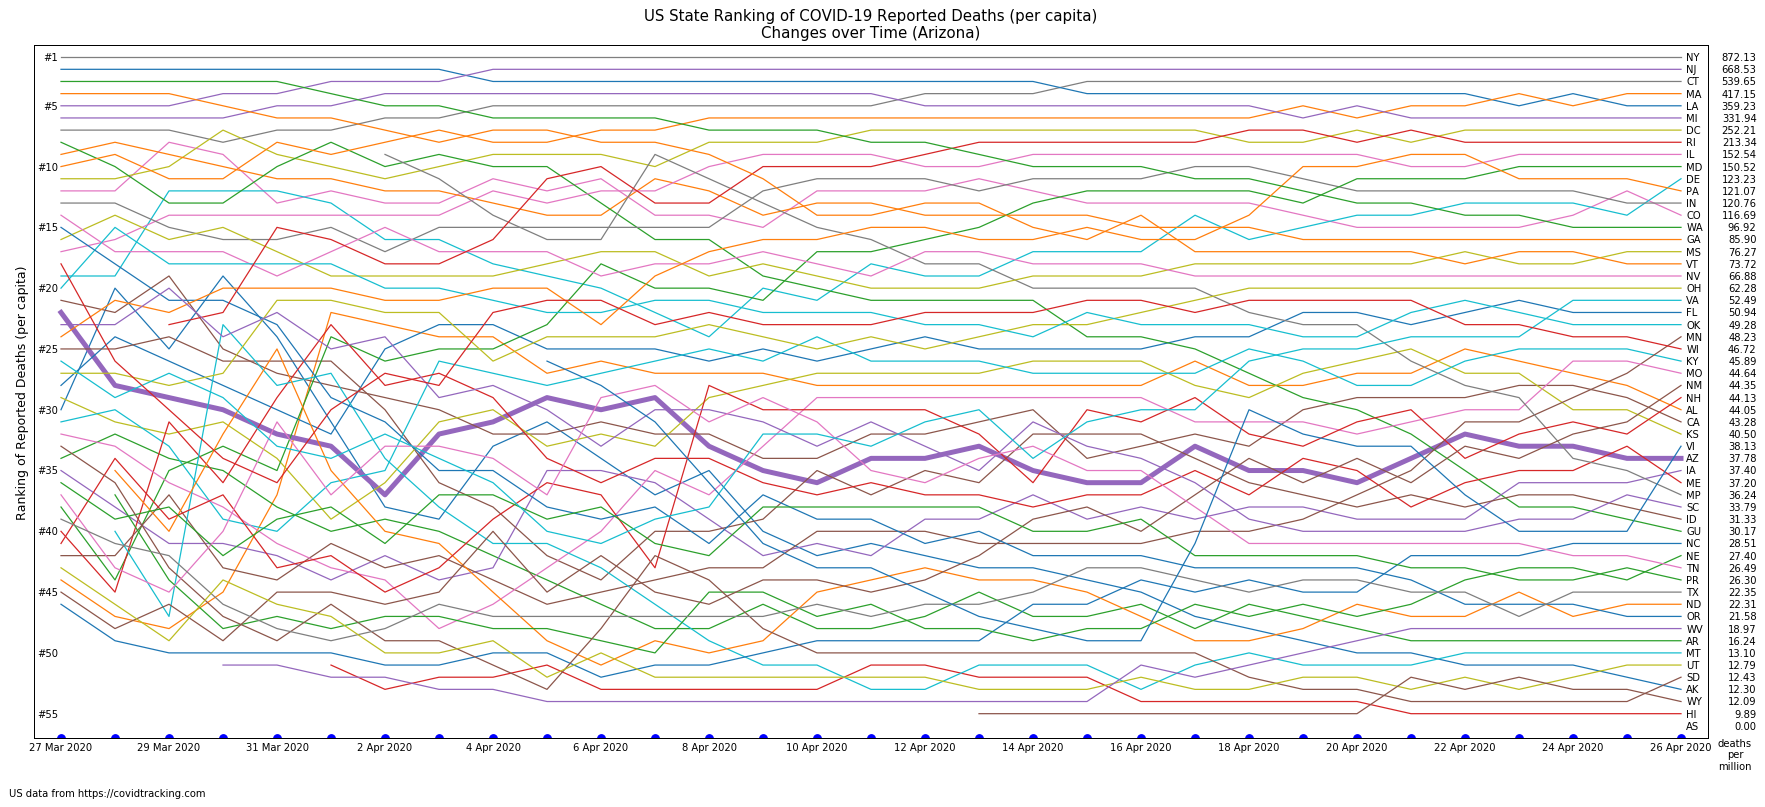 US State Ranking of COVID-19 Reported Deaths (per capita)
Changes over Time (Arizona)
Ranking of Reported Deaths (per capita)
#1
#5
#10
#15
#20
#25
#30
#35
#40
#45
#50
#55
NY 872.13
NJ 668.53
CT 539.65
MA 417.15
LA 359.23
MI 331.94
DC 252.21
RI 213.34
IL 152.54
MD 150.52
DE 123.23
PA 121.07
IN 120.76
CO 116.69
WA 96.92
GA 85.90
MS 76.27
VT 73.72
NV 66.88
OH 62.28
VA 52.49
FL 50.94
OK 49.28
MN 48.23
WI 46.72
KY 45.89
MO 44.64
NM 44.35
NH 44.13
AL 44.05
CA 43.28
KS 40.50
VI 38.13
AZ 37.78
IA 37.40
ME 37.20
MP 36.24
SC 33.79
ID 31.33
GU 30.17
NC 28.51
NE 27.40
TN 26.49
PR 26.30
TX 22.35
ND 22.31
OR 21.58
WV 18.97
AR 16.24
MT 13.10
UT 12.79
SD 12.43
AK 12.30
WY 12.09
HI 9.89
AS 0.00
27 Mar 2020 29 Mar 2020 31 Mar 2020 2 Apr 2020 4 Apr 2020 6 Apr 2020 8 Apr 2020 10 Apr 2020 12 Apr 2020 14 Apr 2020 16 Apr 2020 18 Apr 2020 20 Apr 2020 22 Apr 2020 24 Apr 2020 26 Apr 2020
deaths
per
million
US data from https://covidtracking.com